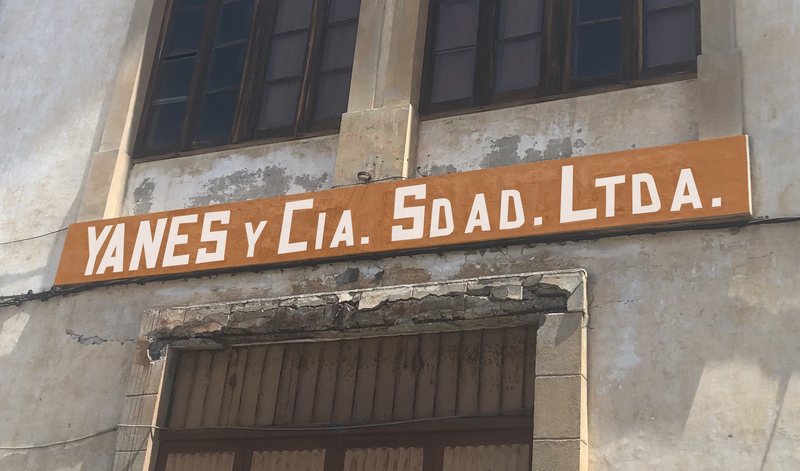 YANES Y CIA. SDAD. LTDA.